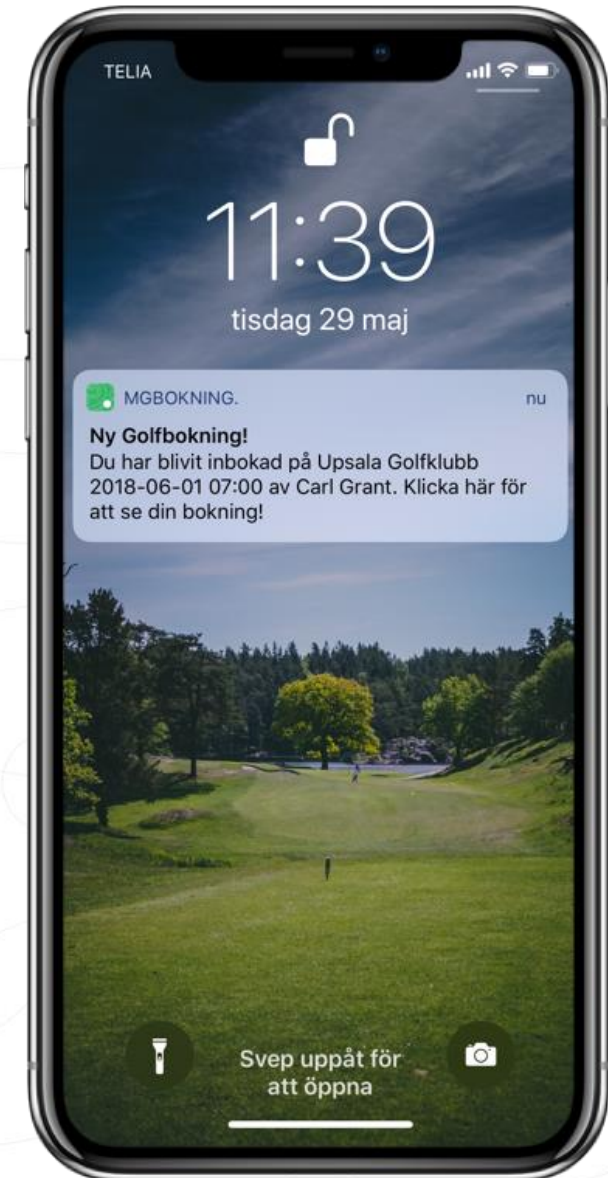 TELIA
11:39
tisdag 29 maj
MGBOKNING. nu
Ny Golfbokning!
Du har blivit inbokad på Upsala Golfklubb
2018-06-01 07:00 av Carl Grant. Klicka här för
att se din bokning!
Svep uppåt för
att öppna